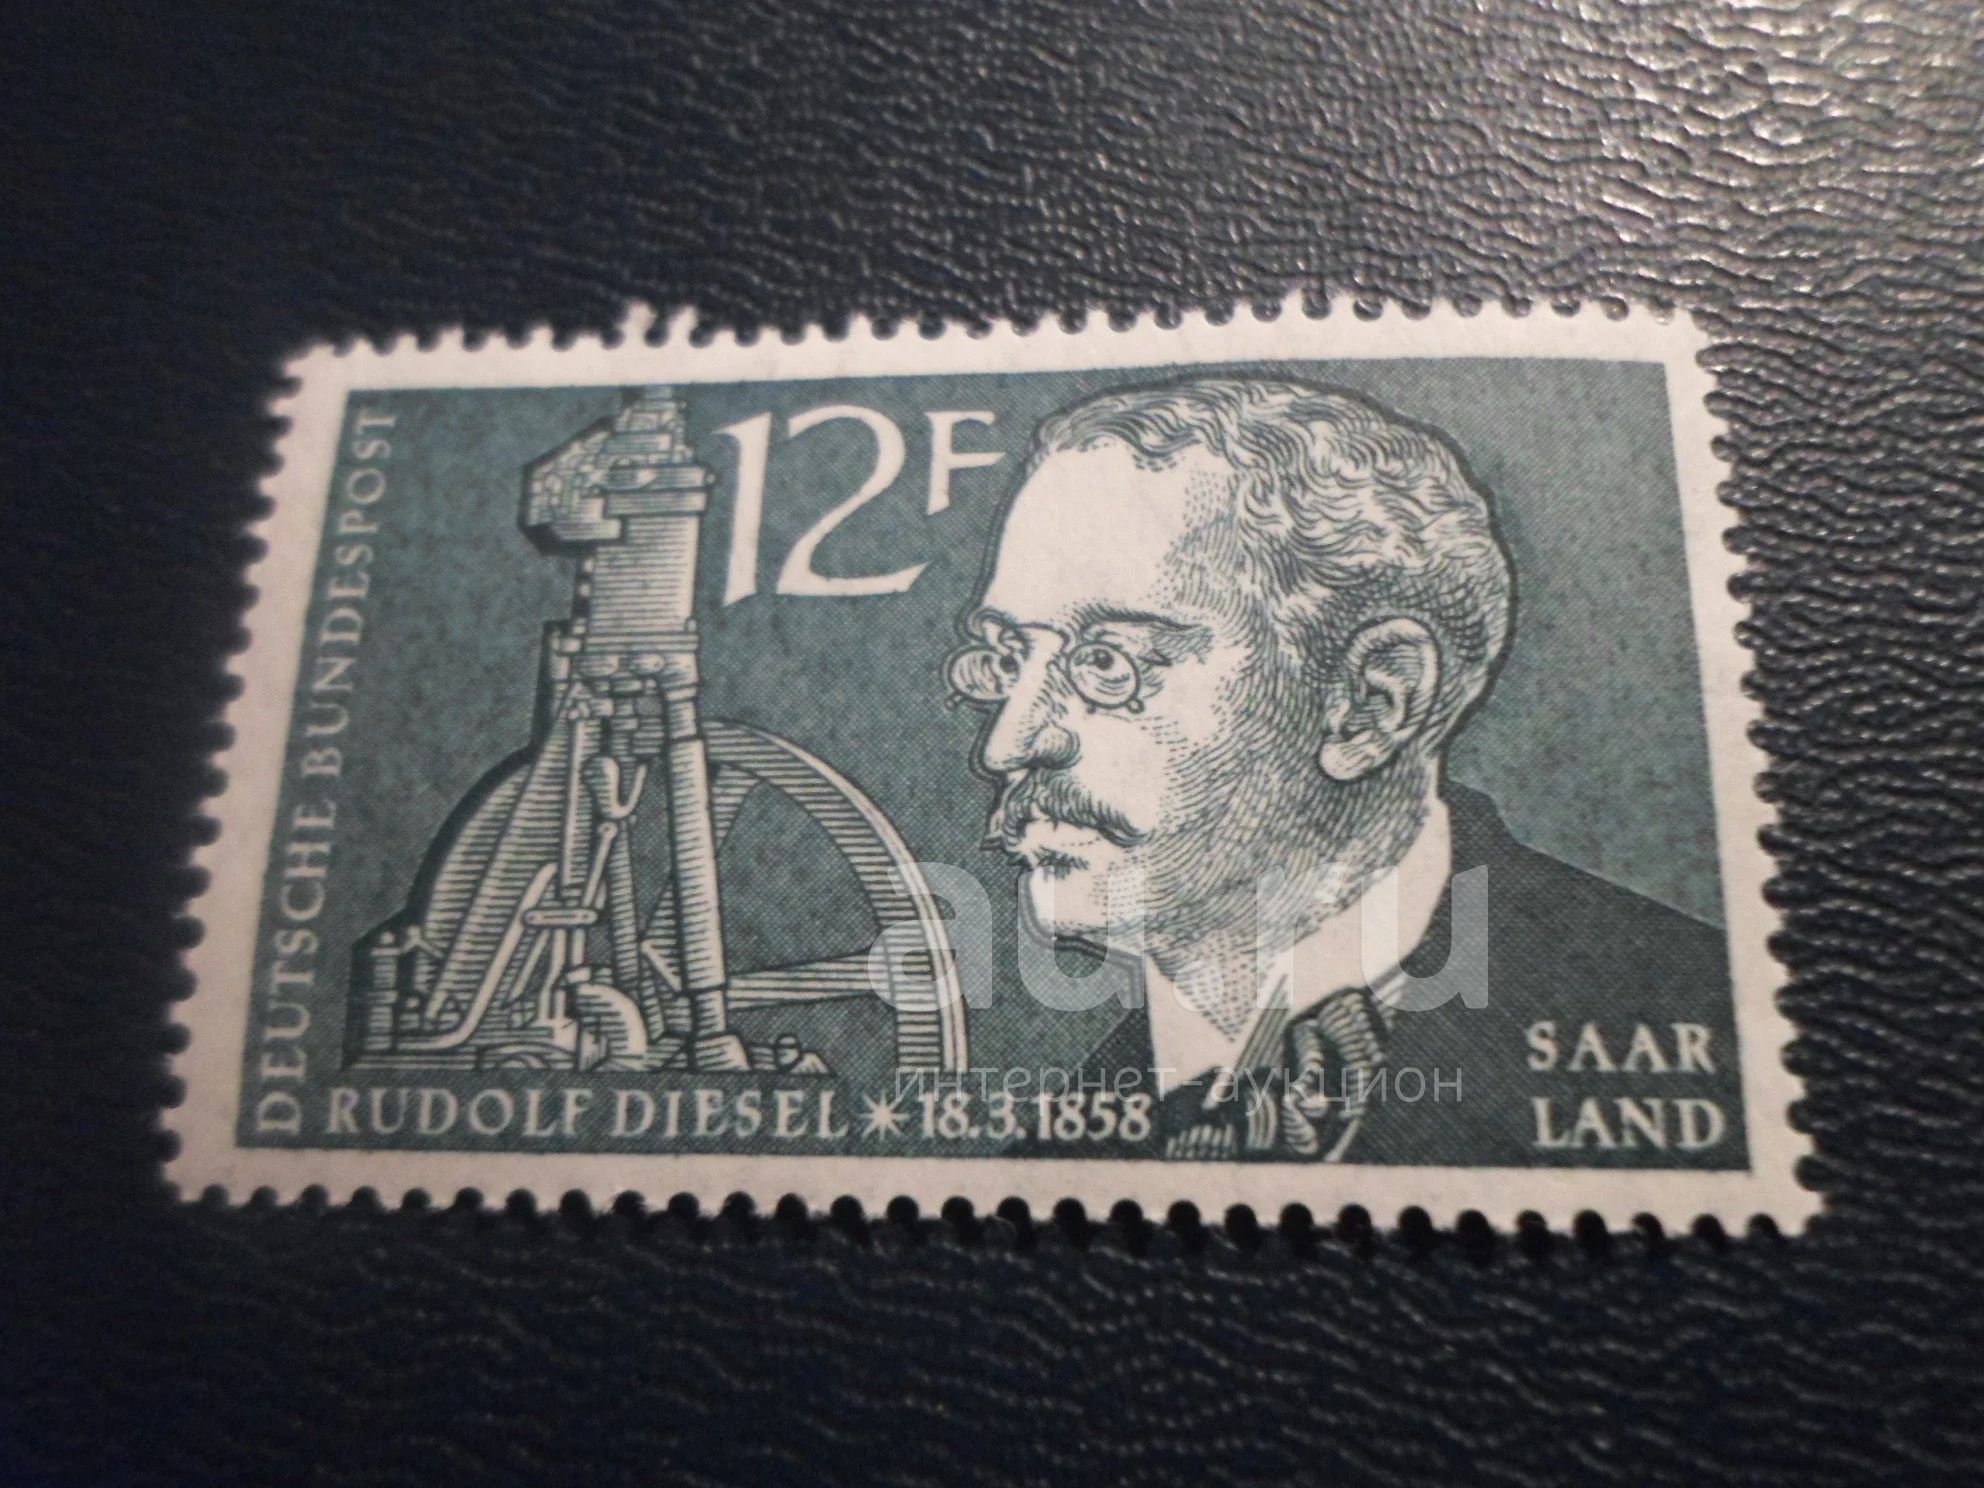 DEUTSCHE BUNDESPOST
12F
RUDOLF DIESEL * 18.3.1858
SAAR
LAND
au.ru
интернет-аукцион